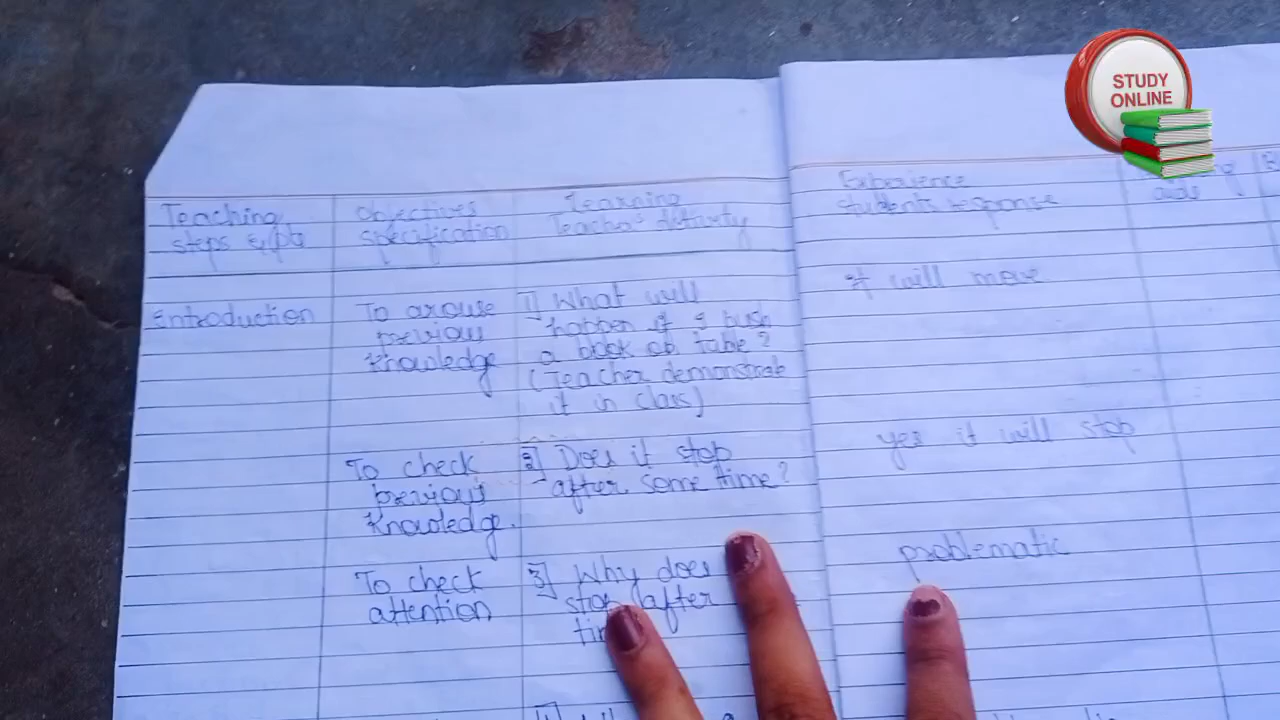 STUDY
ONLINE
Teaching
steps & pts
Objectives
specification
Learning
Teacher's Activity
Experience
students response
aids
Introduction
To arouse
previous
knowledge
1] What will
happen if I push
a book on table?
(Teacher demonstrate
it in class)
It will move
To check
previous
knowledge.
2] Does it stop
after some time?
yes it will stop
To check
attention
3] Why does
stop after
problematic